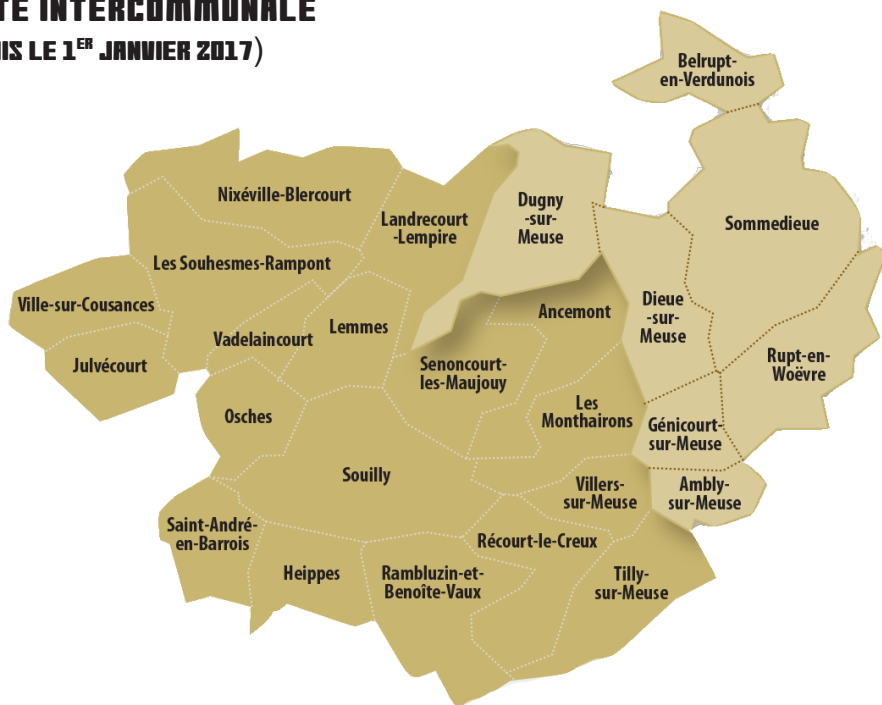 TÉ INTERCOMMUNALE
IS LE 1ER JANVIER 2017)
Belrupt-
en-Verdunois
Nixéville-Blercourt
Landrecourt
-Lempire
Dugny
-sur-
Meuse
Sommedieue
Les Souhesmes-Rampont
Ville-sur-Cousances
Vadelaincourt
Lemmes
Ancemont
Dieue
-sur-
Meuse
Julvécourt
Senoncourt-
les-Maujouy
Rupt-en-
Woëvre
Osches
Les
Monthairons
Génicourt-
sur-Meuse
Souilly
Villers-
sur-Meuse
Ambly-
sur-Meuse
Saint-André-
en-Barrois
Récourt-le-Creux
Heippes
Rambluzin-et-
Benoîte-Vaux
Tilly-
sur-Meuse